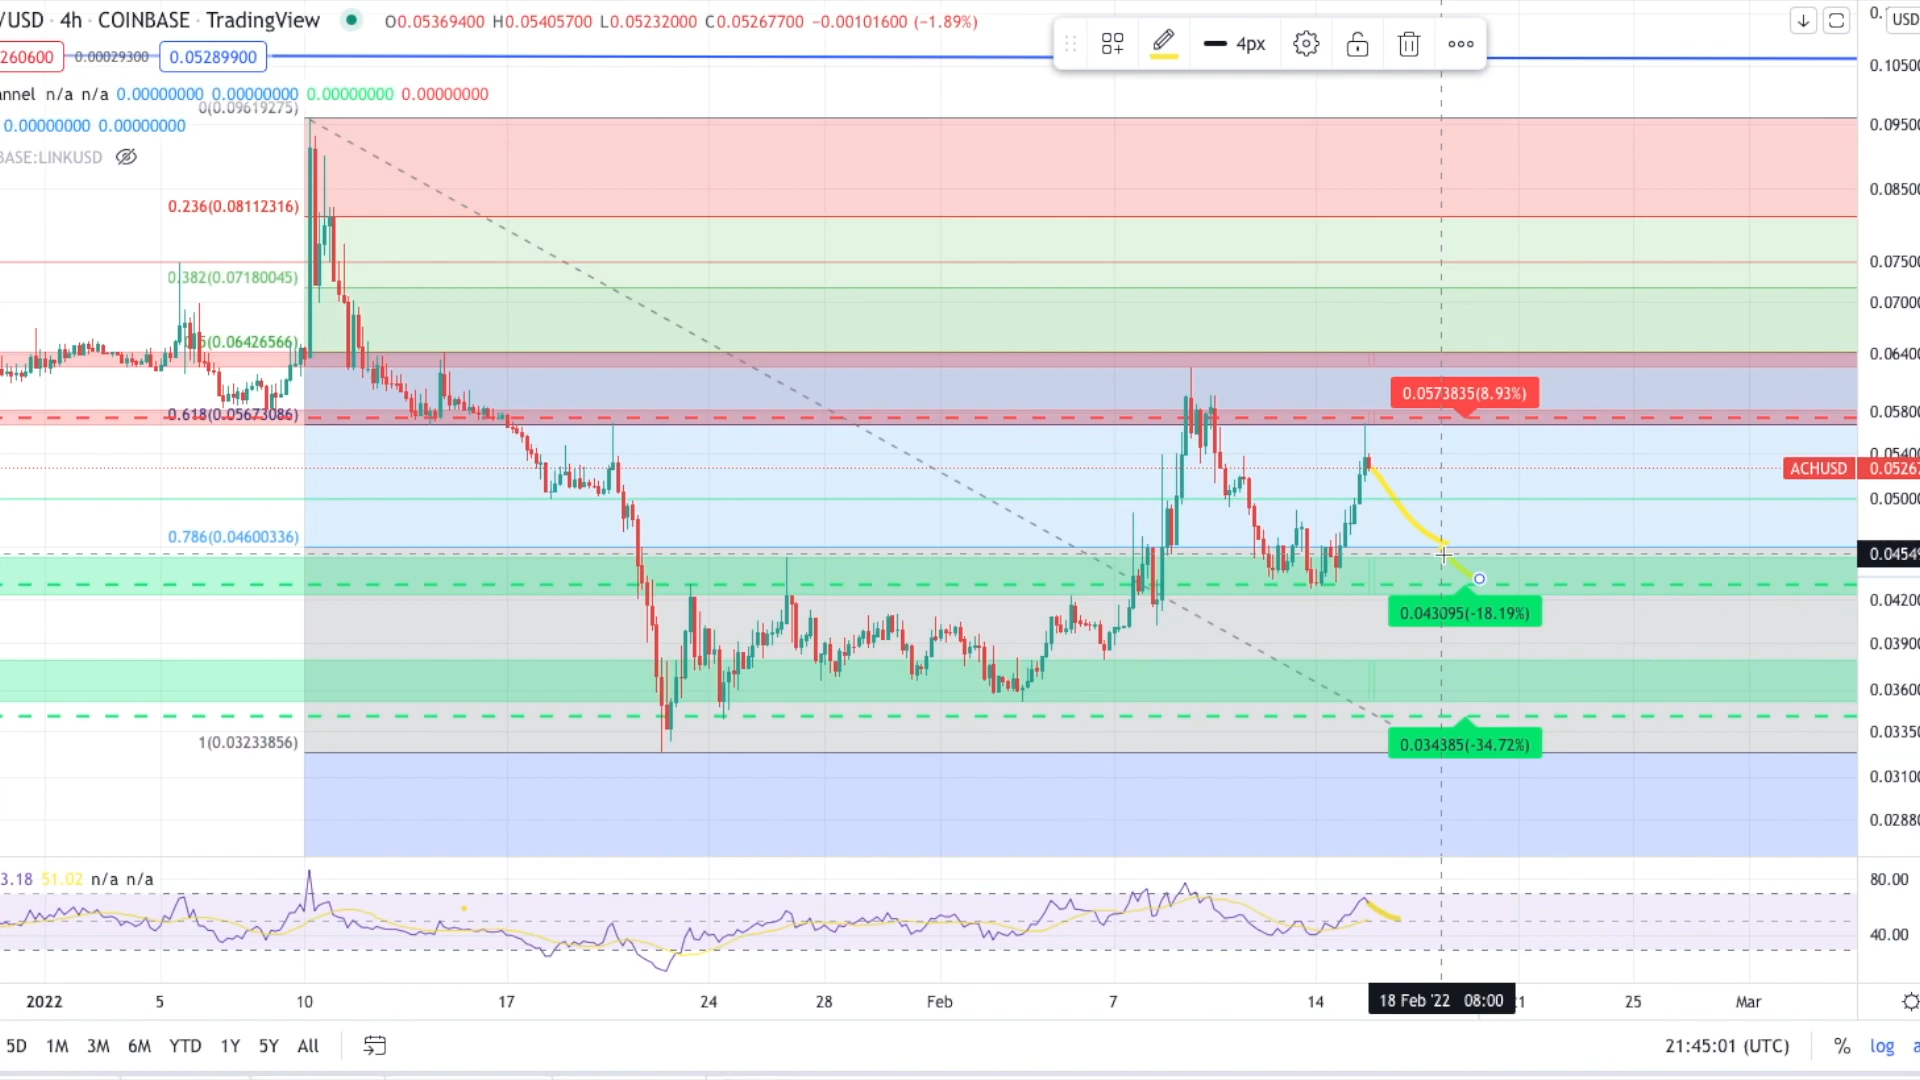 /USD · 4h · COINBASE · TradingView O0.05369400 H0.05405700 L0.05232000 C0.05267700 −0.00101600 (−1.89%)
260600 0.00029300 0.05289900
4px
USD
annel n/a n/a 0.00000000 0.00000000 0.00000000 0.00000000
0.00000000 0.00000000
BASE:LINKUSD
0(0.09619275)
0.236(0.08112316)
0.382(0.07180045)
0.5(0.06426566)
0.618(0.05673086)
0.786(0.04600336)
1(0.03233856)
0.0573835(8.93%)
0.043095(-18.19%)
0.034385(-34.72%)
0.
0.10500
0.09500
0.08500
0.07500
0.07000
0.06400
0.05800
0.05400
ACHUSD 0.05267
0.05000
0.04549
0.04200
0.03900
0.03600
0.03350
0.03100
0.02880
3.18 51.02 n/a n/a
80.00
40.00
2022 5 10 17 24 28 Feb 7 14 18 Feb '22 08:00 21 25 Mar
5D 1M 3M 6M YTD 1Y 5Y All
21:45:01 (UTC) % log a